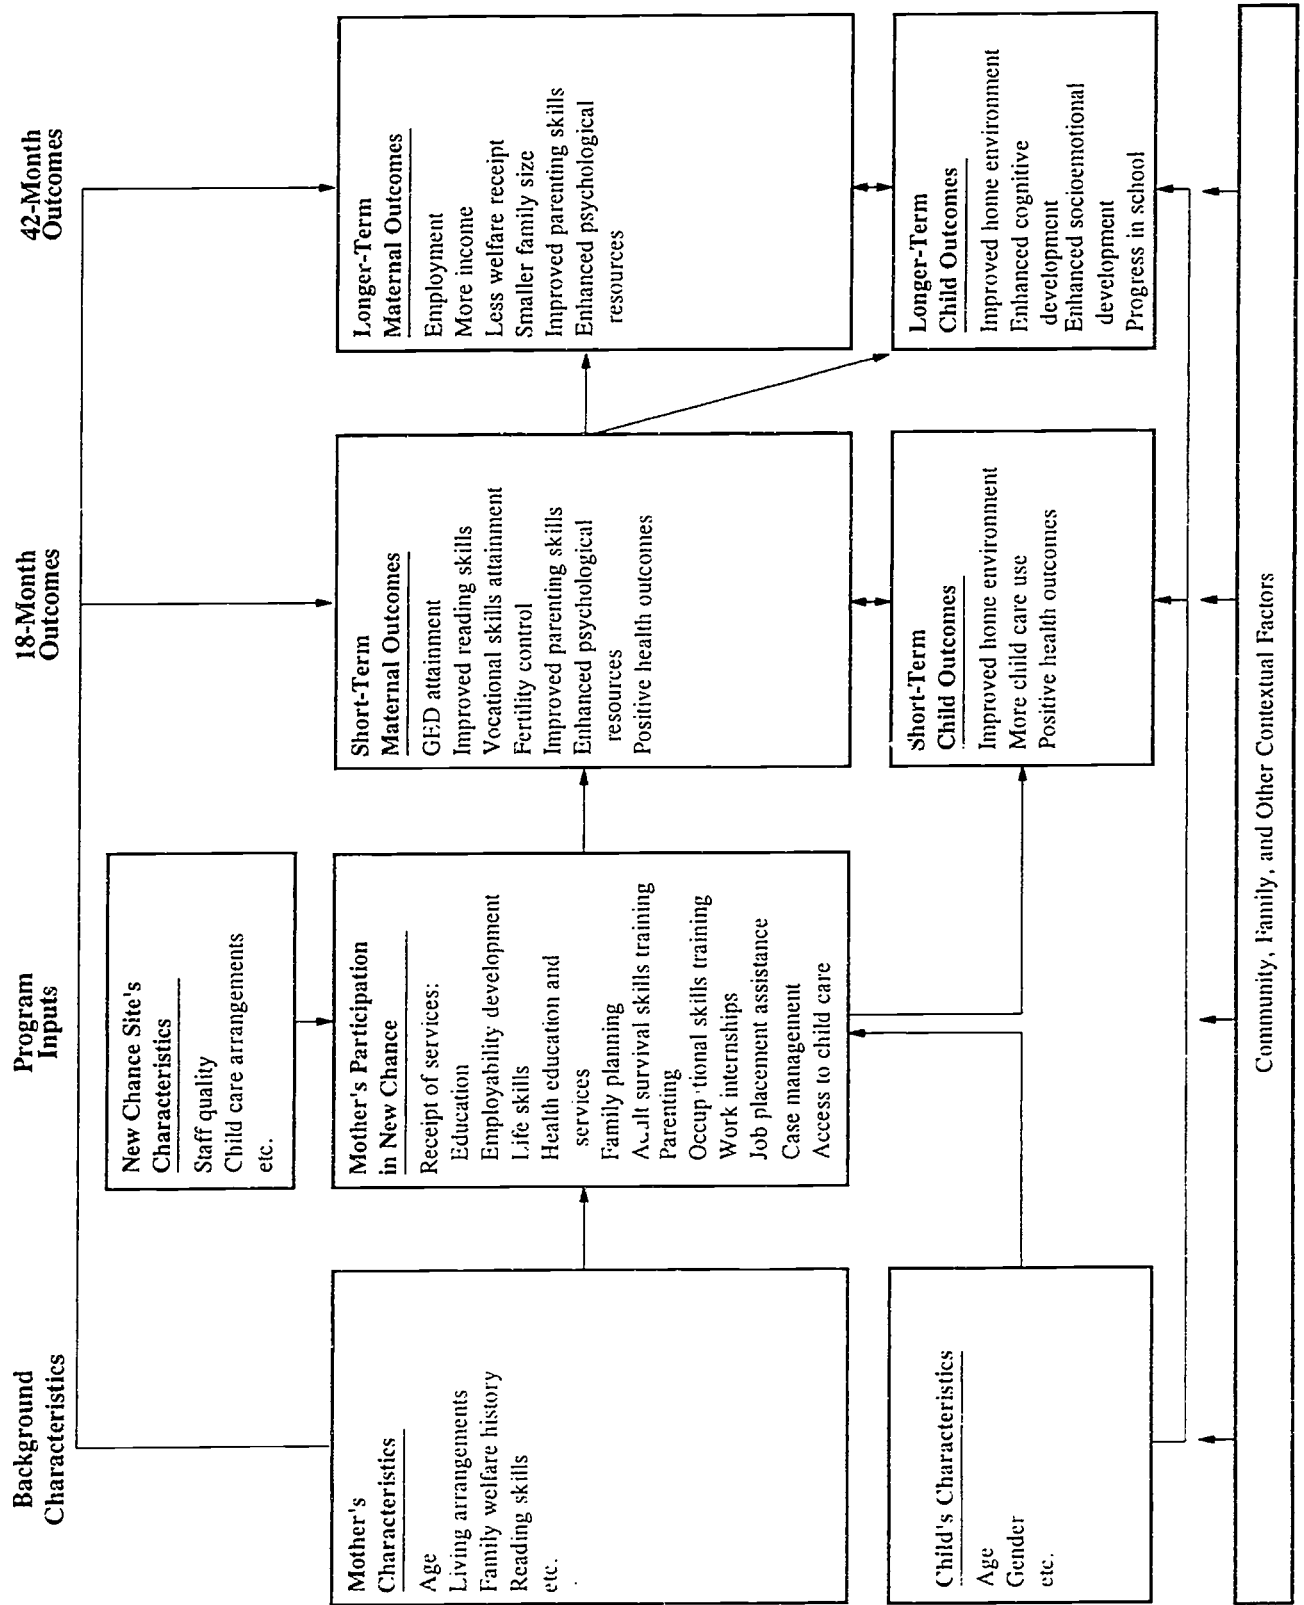 Background
Characteristics
Program
Inputs
18-Month
Outcomes
42-Month
Outcomes
Mother's
Characteristics
Age
Living arrangements
Family welfare history
Reading skills
etc.
Child's Characteristics
Age
Gender
etc.
New Chance Site's
Characteristics
Staff quality
Child care arrangements
etc.
Mother's Participation
in New Chance
Receipt of services:
Education
Employability development
Life skills
Health education and
services
Family planning
Adult survival skills training
Parenting
Occupational skills training
Work internships
Job placement assistance
Case management
Access to child care
Short-Term
Maternal Outcomes
GED attainment
Improved reading skills
Vocational skills attainment
Fertility control
Improved parenting skills
Enhanced psychological
resources
Positive health outcomes
Short-Term
Child Outcomes
Improved home environment
More child care use
Positive health outcomes
Longer-Term
Maternal Outcomes
Employment
More income
Less welfare receipt
Smaller family size
Improved parenting skills
Enhanced psychological
resources
Longer-Term
Child Outcomes
Improved home environment
Enhanced cognitive
development
Enhanced socioemotional
development
Progress in school
Community, Family, and Other Contextual Factors